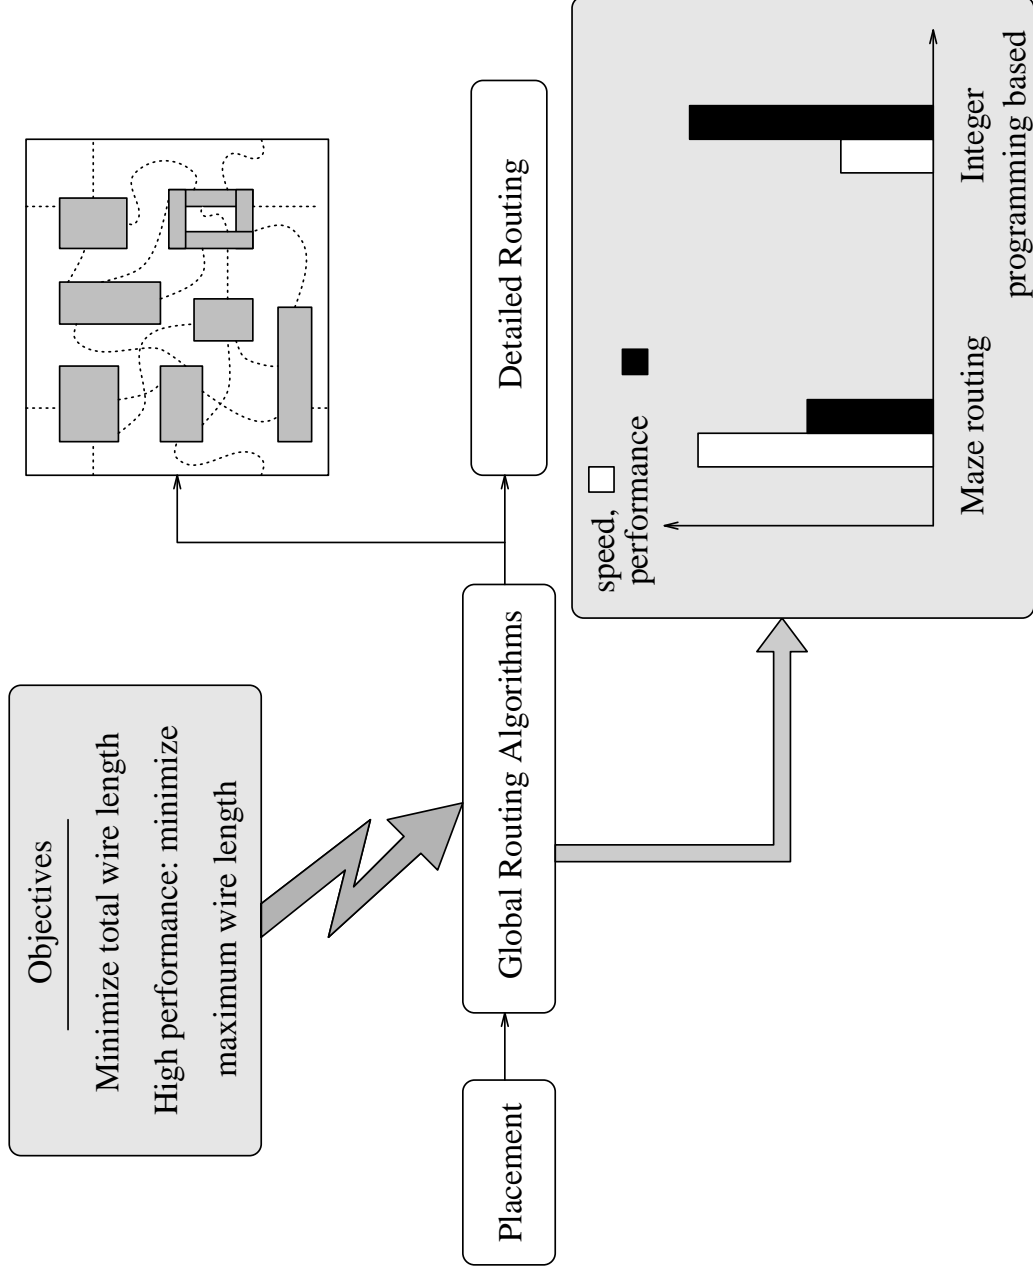 Objectives
Minimize total wire length
High performance: minimize
maximum wire length
Placement
Global Routing Algorithms
Detailed Routing
speed,
performance
Maze routing
Integer
programming based